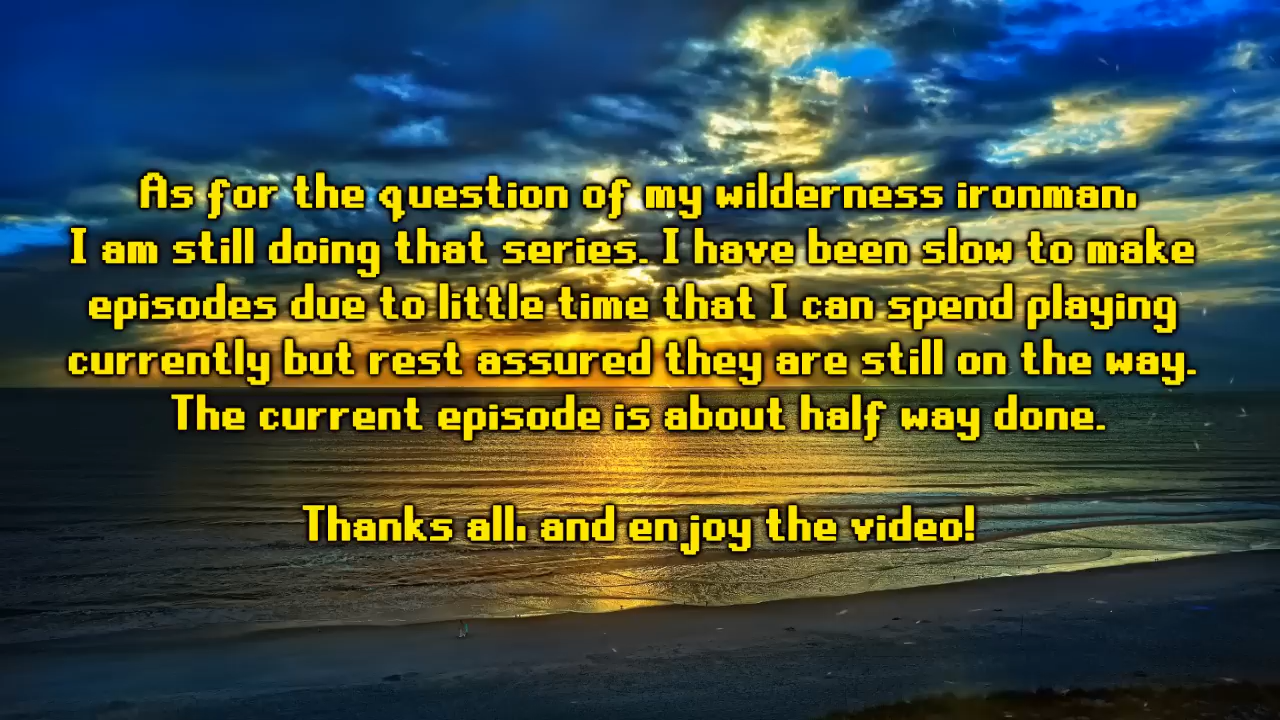 As for the question of my wilderness ironman,
I am still doing that series. I have been slow to make
episodes due to little time that I can spend playing
currently but rest assured they are still on the way.
The current episode is about half way done.
Thanks all, and enjoy the video!